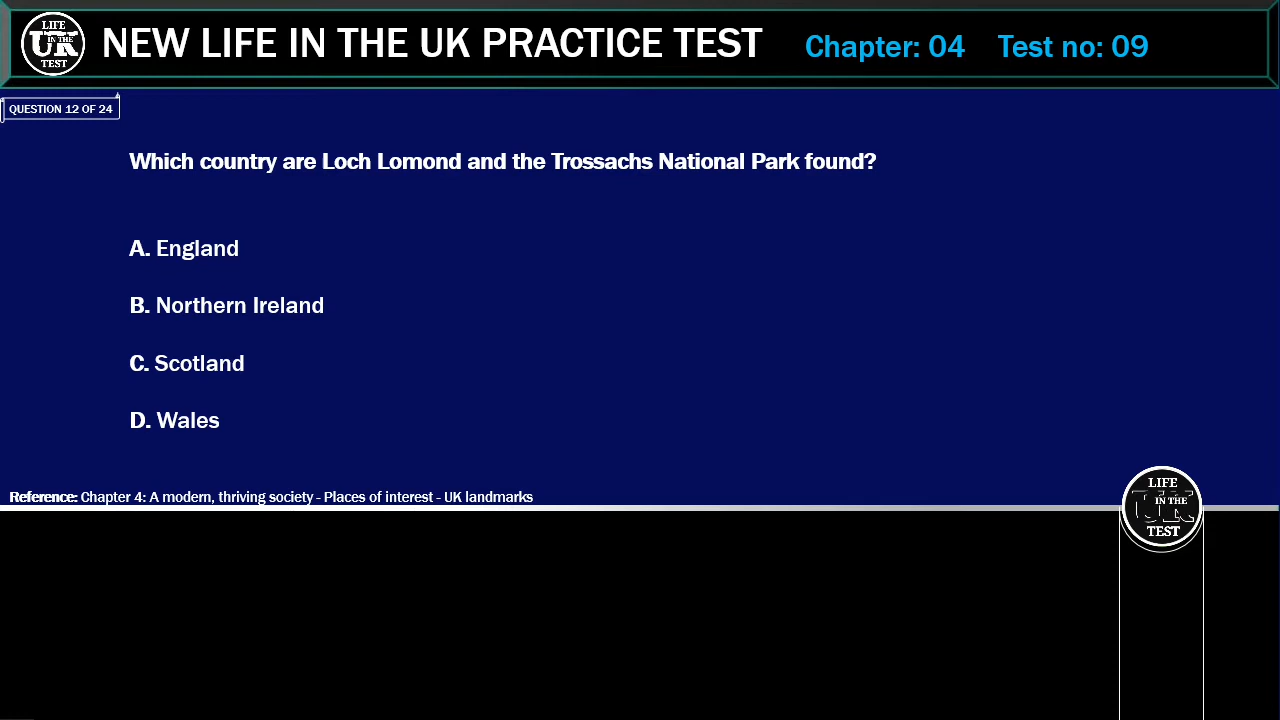 LIFE
UK
IN THE
TEST
NEW LIFE IN THE UK PRACTICE TEST
Chapter: 04 Test no: 09
QUESTION 12 OF 24
Which country are Loch Lomond and the Trossachs National Park found?
A. England
B. Northern Ireland
C. Scotland
D. Wales
Reference: Chapter 4: A modern, thriving society - Places of interest - UK landmarks
LIFE
UK
IN THE
TEST